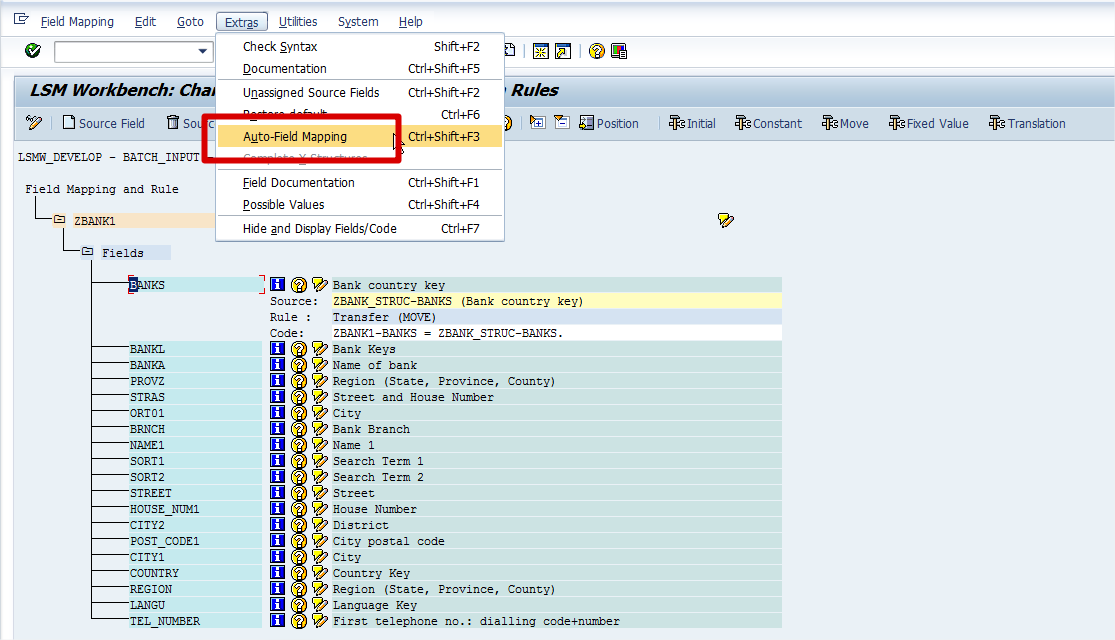 Field Mapping Edit Goto Extras Utilities System Help
Check Syntax Shift+F2
Documentation Ctrl+Shift+F5
Unassigned Source Fields Ctrl+Shift+F2
Restore default Ctrl+F6
Auto-Field Mapping Ctrl+Shift+F3
Complete X Structures
Field Documentation Ctrl+Shift+F1
Possible Values Ctrl+Shift+F4
Hide and Display Fields/Code Ctrl+F7
LSM Workbench: Rules
Source Field Position Initial Constant Move Fixed Value Translation
LSMW_DEVELOP - BATCH_INPUT
Field Mapping and Rule
ZBANK1
Fields
BANKS Bank country key
Source: ZBANK_STRUC-BANKS (Bank country key)
Rule : Transfer (MOVE)
Code: ZBANK1-BANKS = ZBANK_STRUC-BANKS.
BANKL Bank Keys
BANKA Name of bank
PROVZ Region (State, Province, County)
STRAS Street and House Number
ORT01 City
BRNCH Bank Branch
NAME1 Name 1
SORT1 Search Term 1
SORT2 Search Term 2
STREET Street
HOUSE_NUM1 House Number
CITY2 District
POST_CODE1 City postal code
CITY1 City
COUNTRY Country Key
REGION Region (State, Province, County)
LANGU Language Key
TEL_NUMBER First telephone no.: dialling code+number